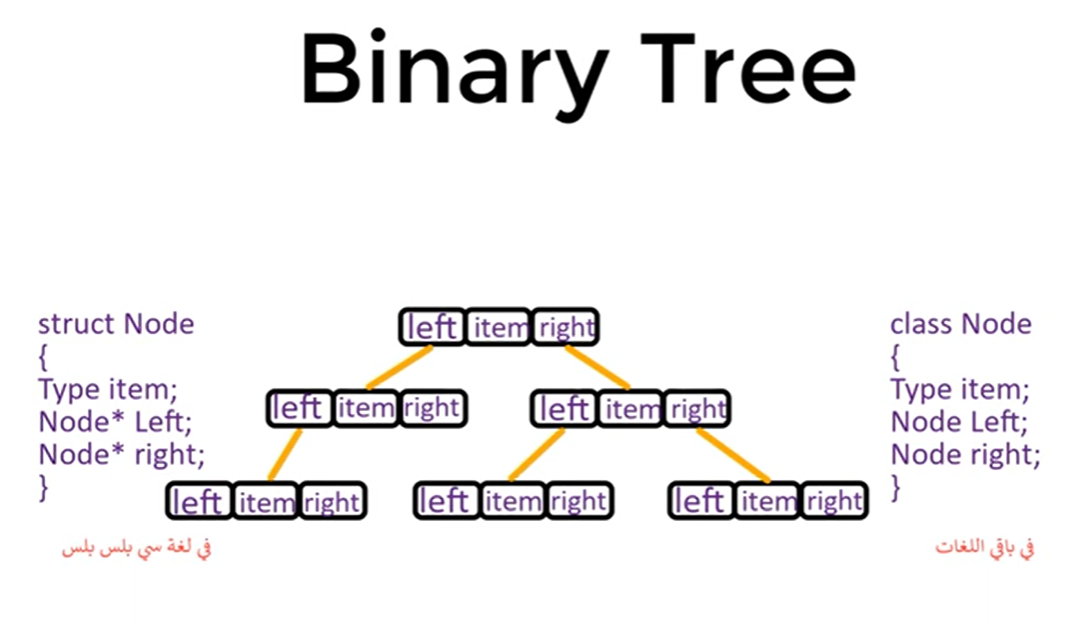 Binary Tree
struct Node
{
Type item;
Node* Left;
Node* right;
}
في لغة سي بلس بلس
left item right
left item right
left item right
left item right
left item right
left item right
class Node
{
Type item;
Node Left;
Node right;
}
في باقي اللغات